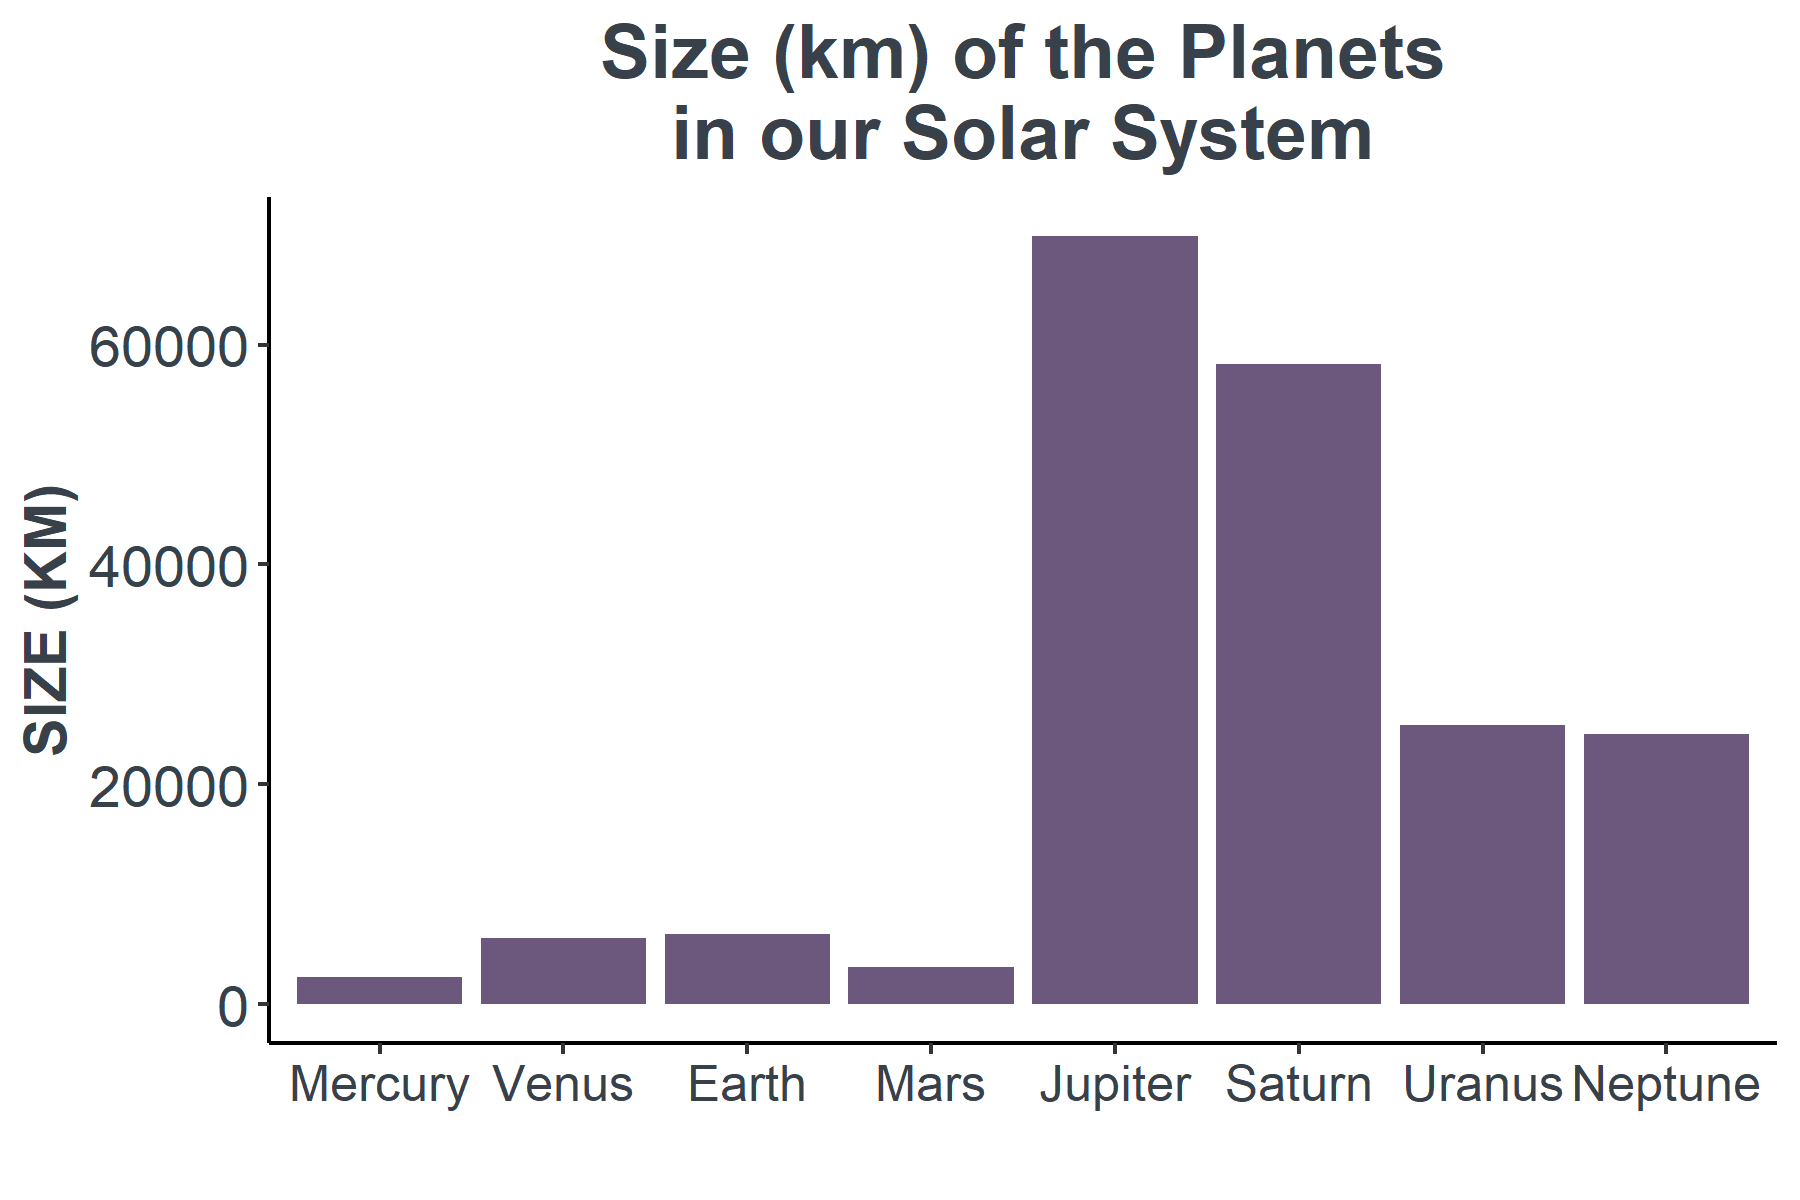 Size (km) of the Planets
in our Solar System
SIZE (KM)
60000
40000
20000
0
Mercury Venus Earth Mars Jupiter Saturn Uranus Neptune